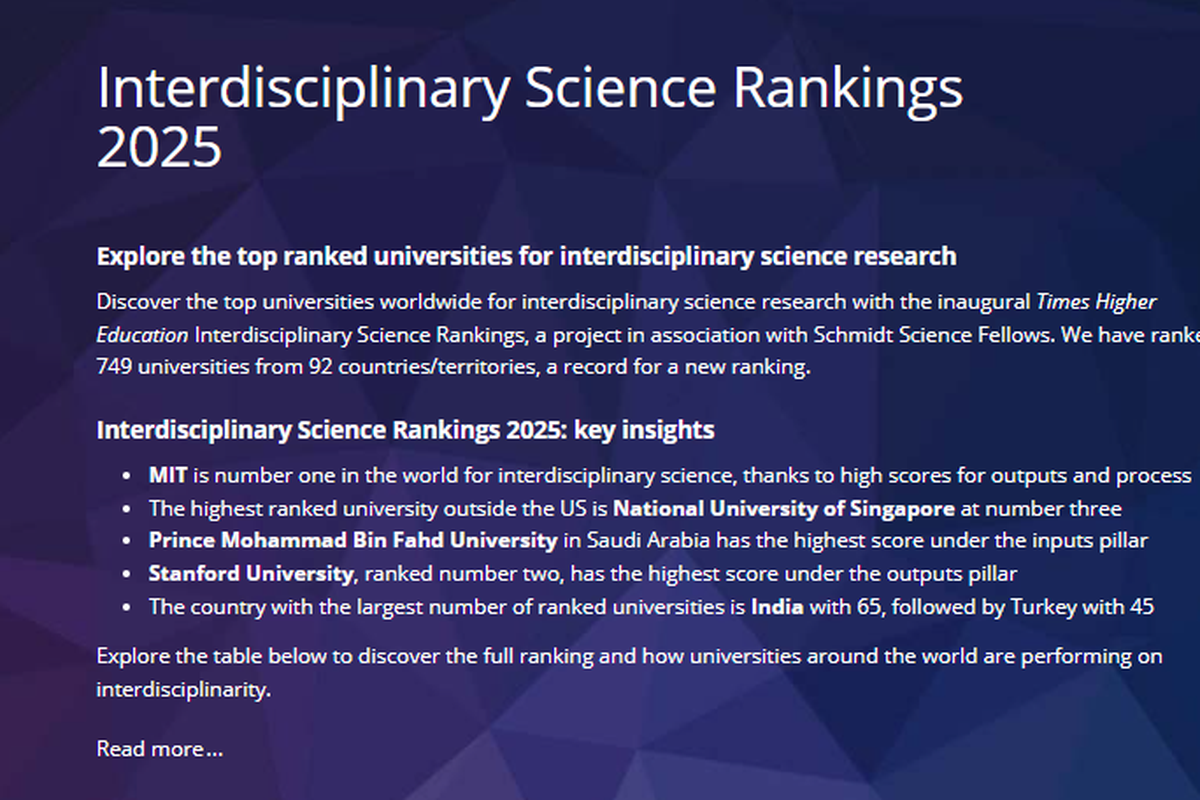 Interdisciplinary Science Rankings
2025
Explore the top ranked universities for interdisciplinary science research
Discover the top universities worldwide for interdisciplinary science research with the inaugural Times Higher
Education Interdisciplinary Science Rankings, a project in association with Schmidt Science Fellows. We have ranke
749 universities from 92 countries/territories, a record for a new ranking.
Interdisciplinary Science Rankings 2025: key insights
• MIT is number one in the world for interdisciplinary science, thanks to high scores for outputs and process
• The highest ranked university outside the US is National University of Singapore at number three
• Prince Mohammad Bin Fahd University in Saudi Arabia has the highest score under the inputs pillar
• Stanford University, ranked number two, has the highest score under the outputs pillar
• The country with the largest number of ranked universities is India with 65, followed by Turkey with 45
Explore the table below to discover the full ranking and how universities around the world are performing on
interdisciplinarity.
Read more...